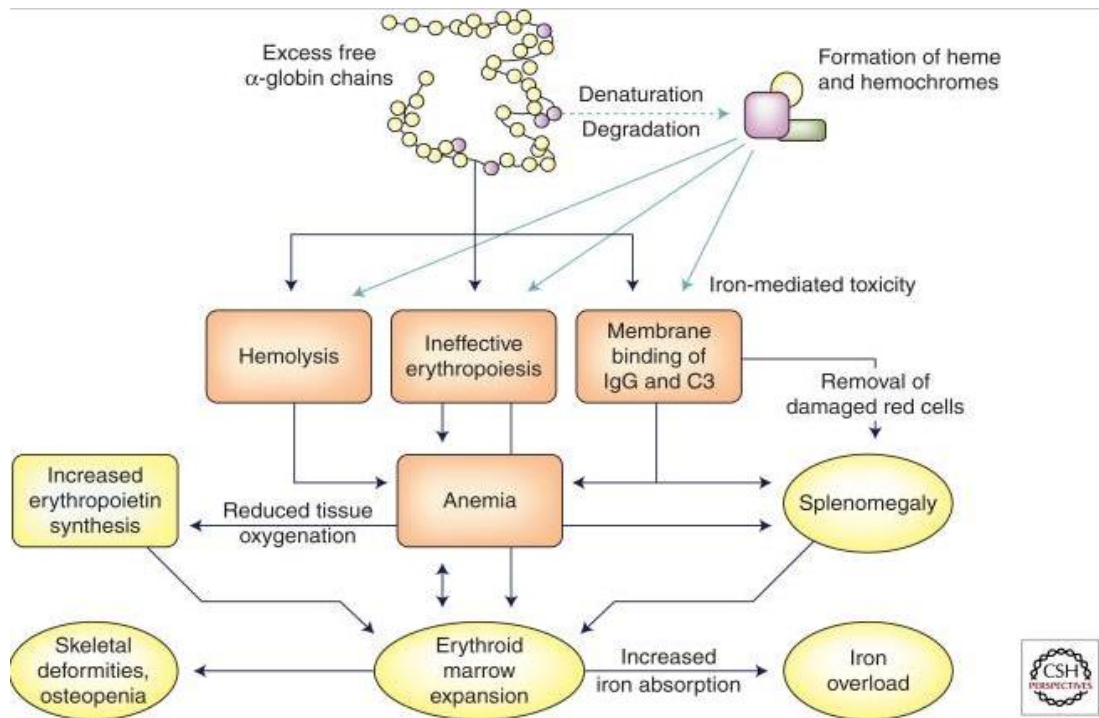 Excess free
α-globin chains
Denaturation
Degradation
Formation of heme
and hemochromes
Iron-mediated toxicity
Hemolysis
Ineffective
erythropoiesis
Membrane
binding of
IgG and C3
Removal of
damaged red cells
Increased
erythropoietin
synthesis
Reduced tissue
oxygenation
Anemia
Splenomegaly
Skeletal
deformities,
osteopenia
Erythroid
marrow
expansion
Increased
iron absorption
Iron
overload
CSH
PERSPECTIVES